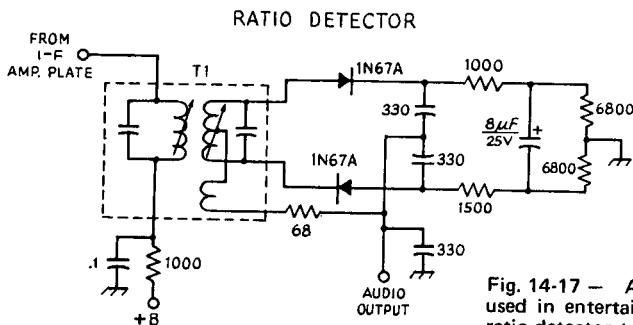 RATIO DETECTOR
FROM
I-F
AMP. PLATE
T1
1N67A
1000
330
8μF
25V
+
6800
1N67A
330
6800
68
1500
.1
1000
330
+B
AUDIO
OUTPUT
Fig. 14-17 — A
used in entertai
ratio detector